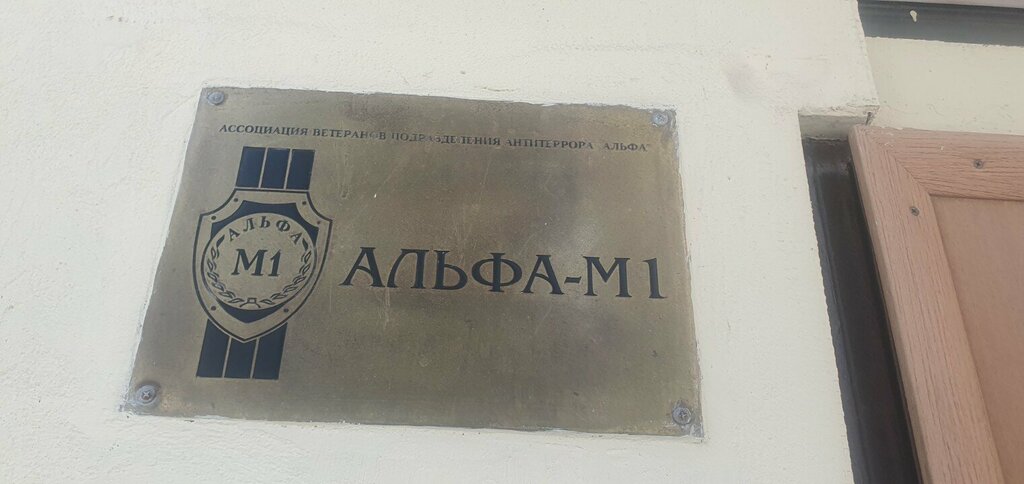 АССОЦИАЦИЯ ВЕТЕРАНОВ ПОДРАЗДЕЛЕНИЯ АНТИТЕРРОРА "АЛЬФА"
АЛЬФА
М1
АЛЬФА-М1